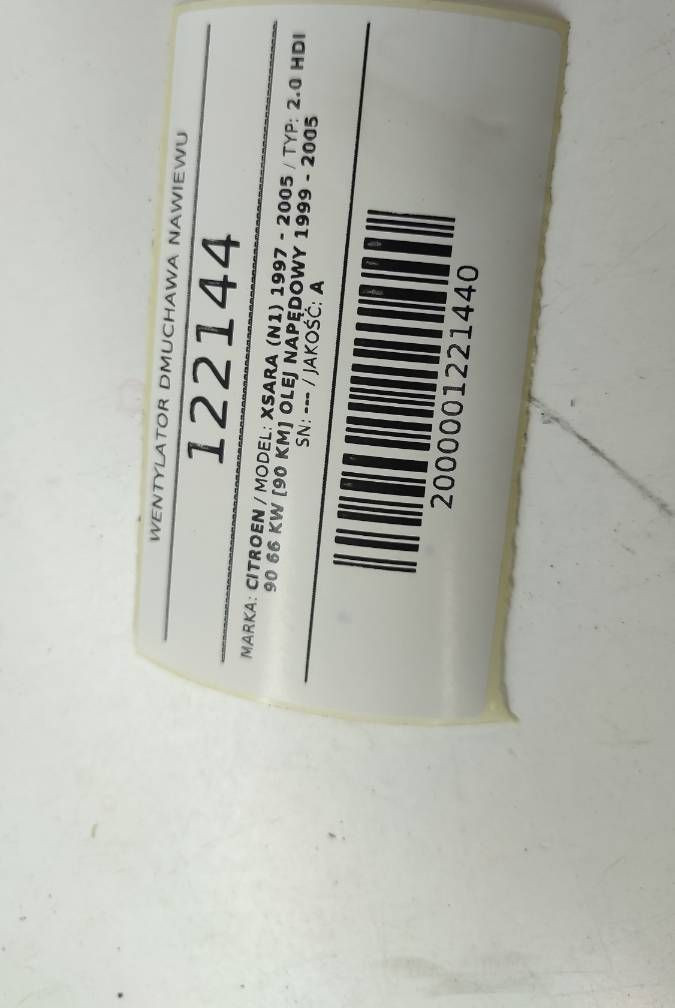 WENTYLATOR DMUCHAWA NAWIEWU
122144
MARKA: CITROEN / MODEL: XSARA (N1) 1997 - 2005 / TYP: 2.0 HDI
90 66 KW [90 KM] OLEJ NAPĘDOWY 1999 - 2005
SN: --- / JAKOŚĆ: A
2000001221440